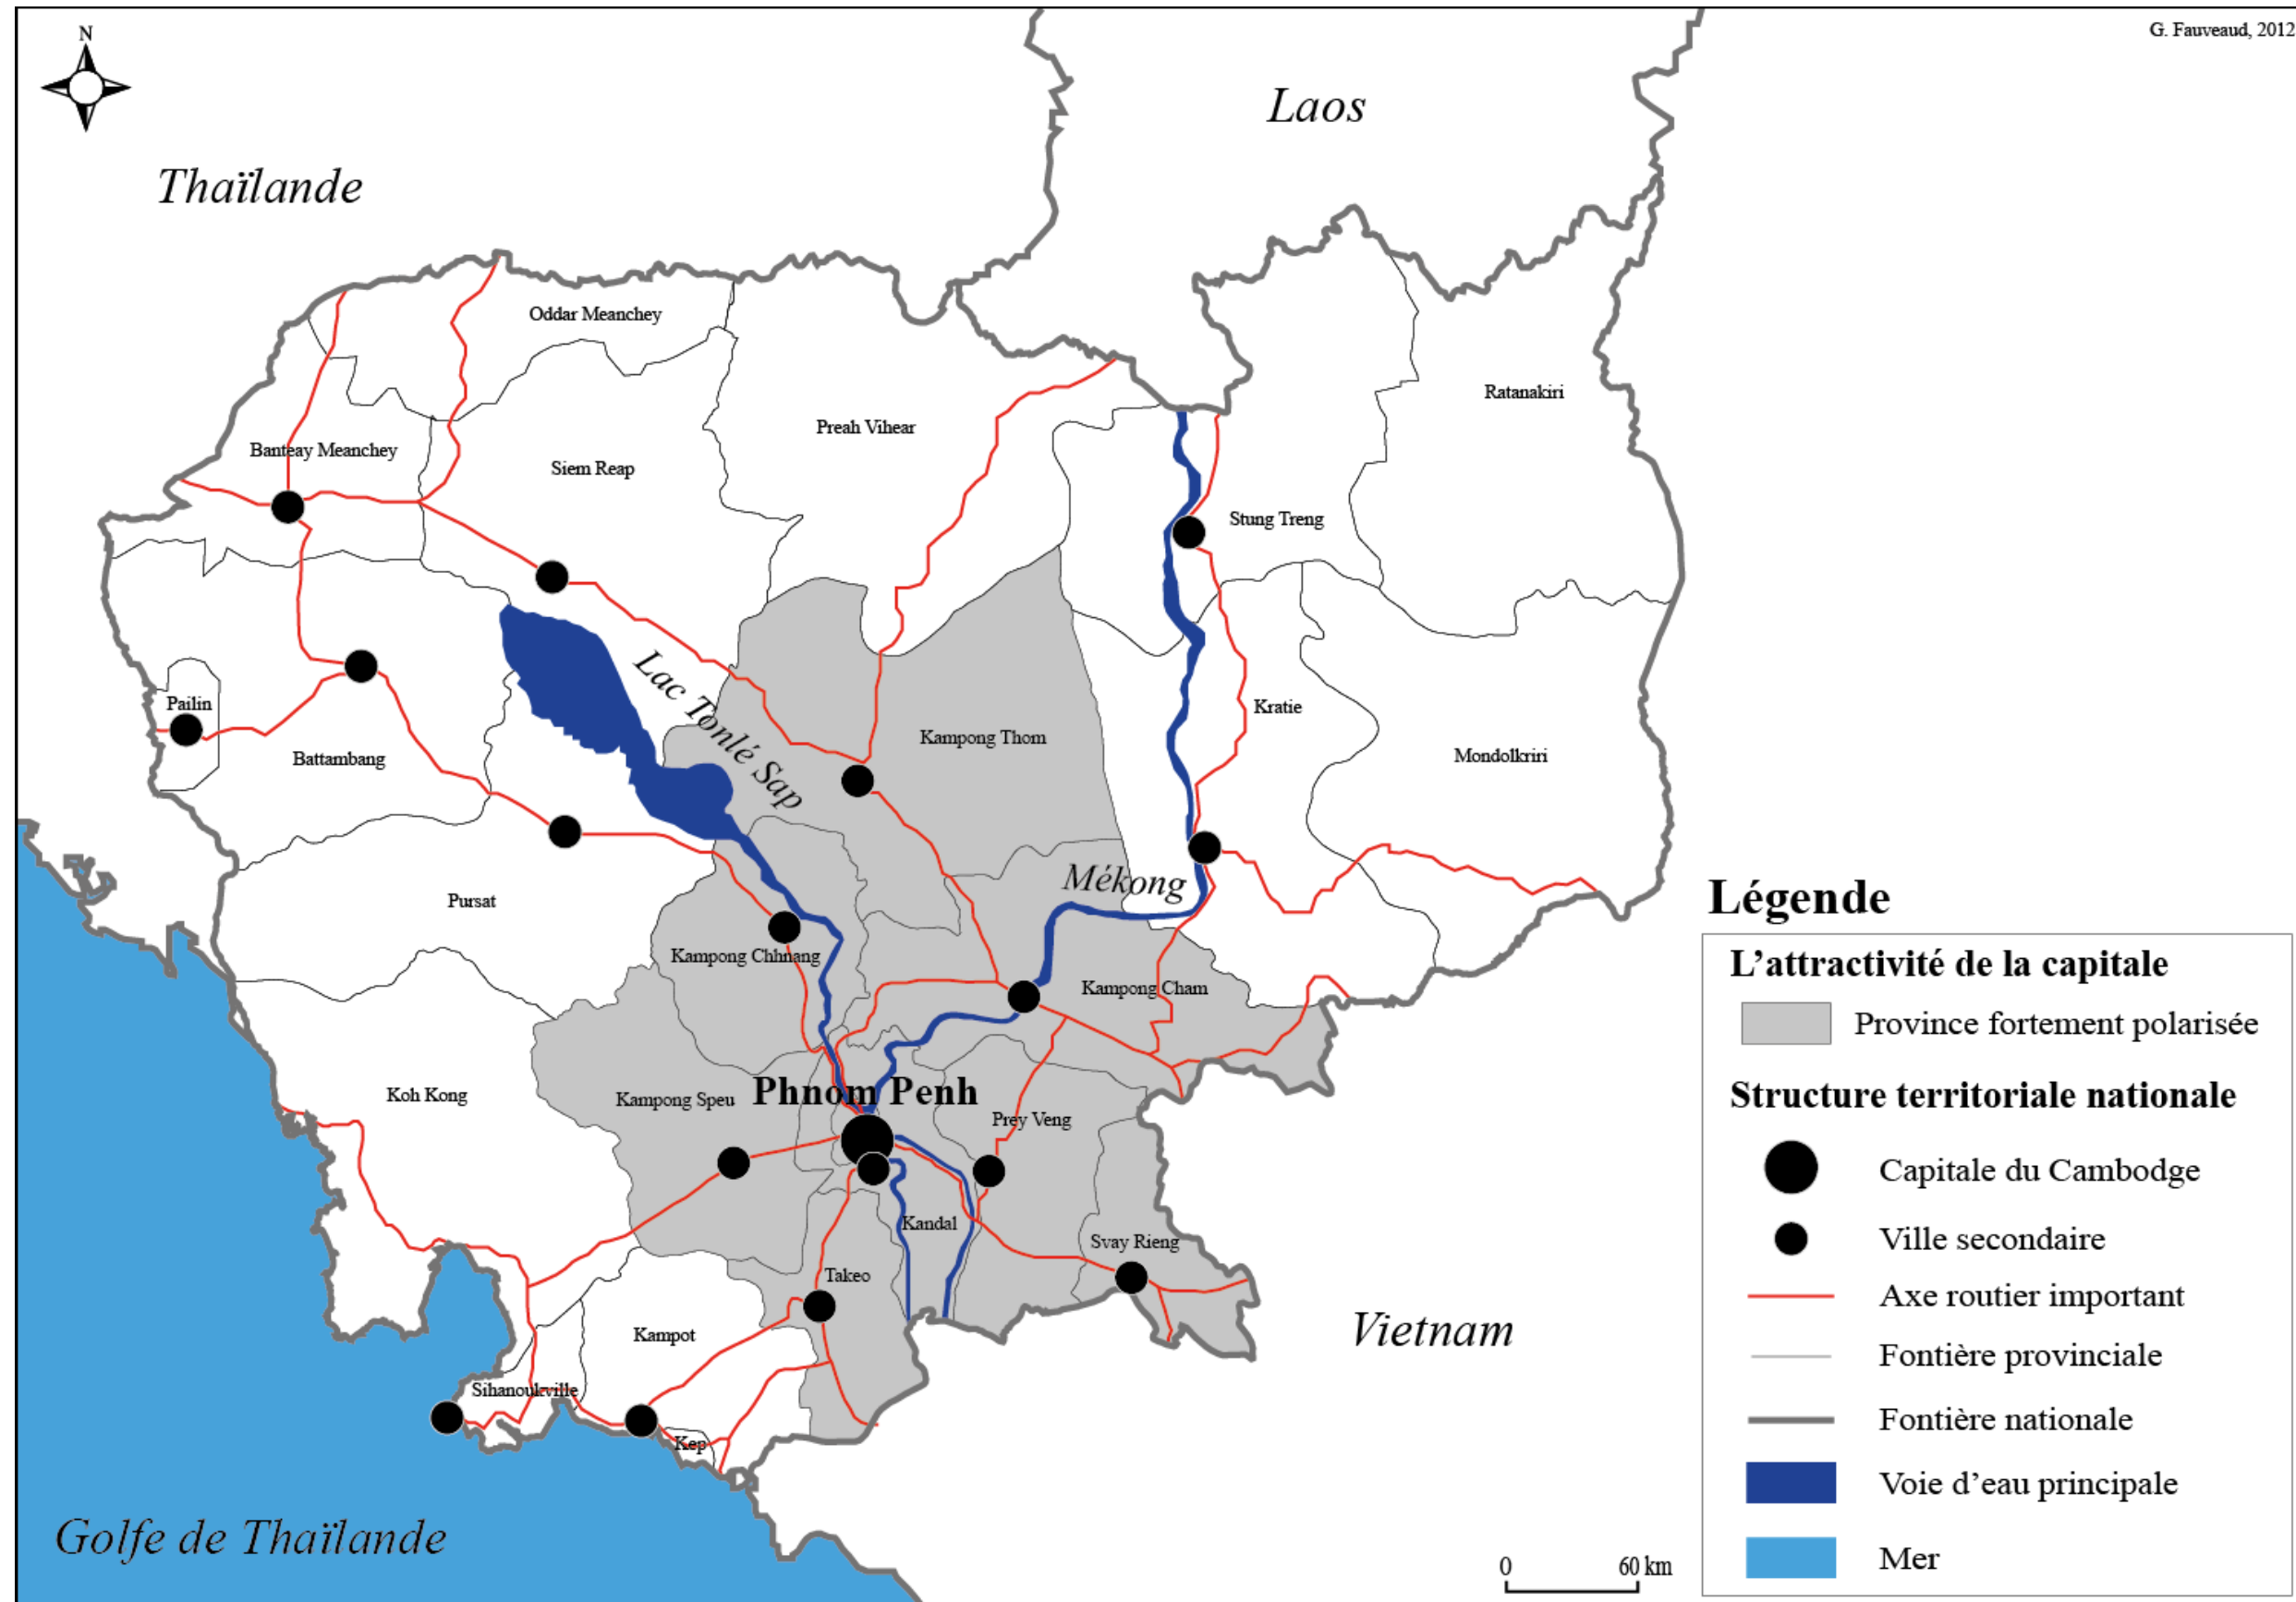 G. Fauveaud, 2012
N
Laos
Thaïlande
Oddar Meanchey
Ratanakiri
Preah Vihear
Banteay Meanchey
Siem Reap
Stung Treng
Lac Tonlé Sap
Pailin
Kratie
Kampong Thom
Battambang
Mondolkriri
Mékong
Pursat
Kampong Chhnang
Kampong Cham
Koh Kong
Kampong Speu
Phnom Penh
Prey Veng
Kandal
Svay Rieng
Takeo
Kampot
Vietnam
Sihanoukville
Kep
Golfe de Thaïlande
0 60 km
Légende
L'attractivité de la capitale
Province fortement polarisée
Structure territoriale nationale
Capitale du Cambodge
Ville secondaire
Axe routier important
Fontière provinciale
Fontière nationale
Voie d'eau principale
Mer